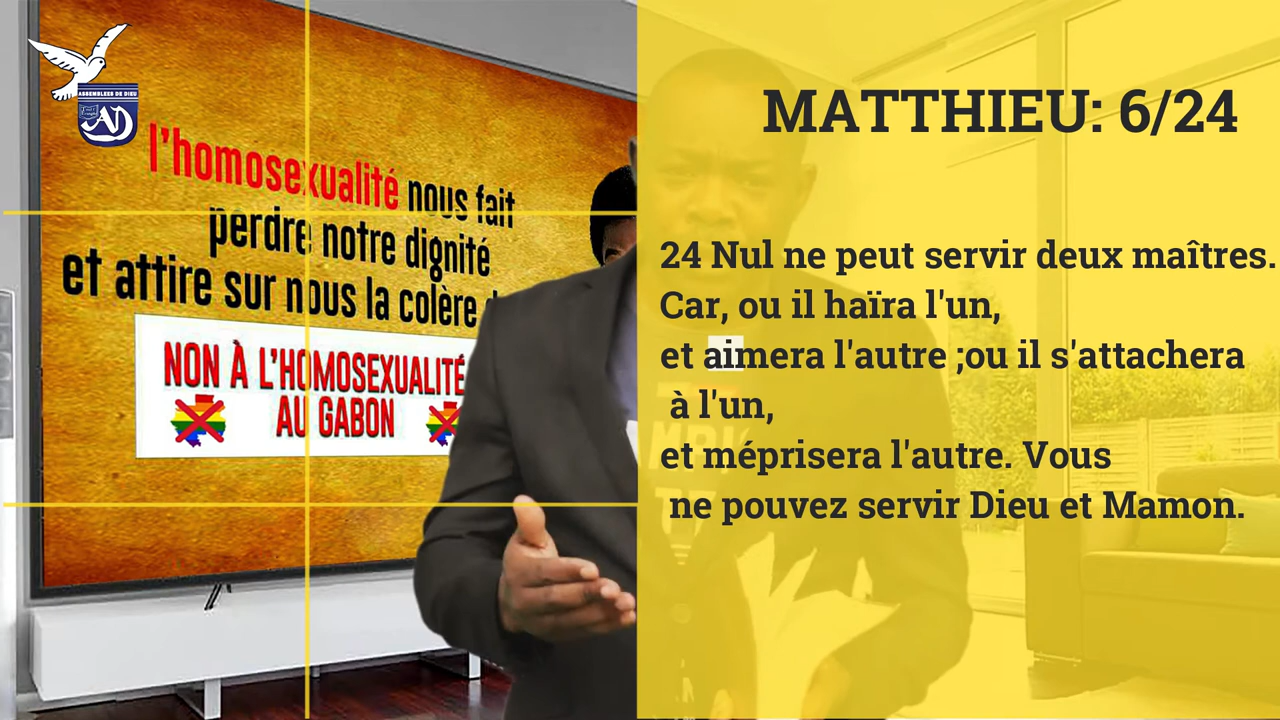 ASSEMBLEES DE DIEU
AD
l'homosexualité nous fait
perdre notre dignité
et attire sur nous la colère
NON À L'HOMOSEXUALITÉ
AU GABON
MATTHIEU: 6/24
24 Nul ne peut servir deux maîtres.
Car, ou il haïra l'un,
et aimera l'autre ;ou il s'attachera
à l'un,
et méprisera l'autre. Vous
ne pouvez servir Dieu et Mamon.